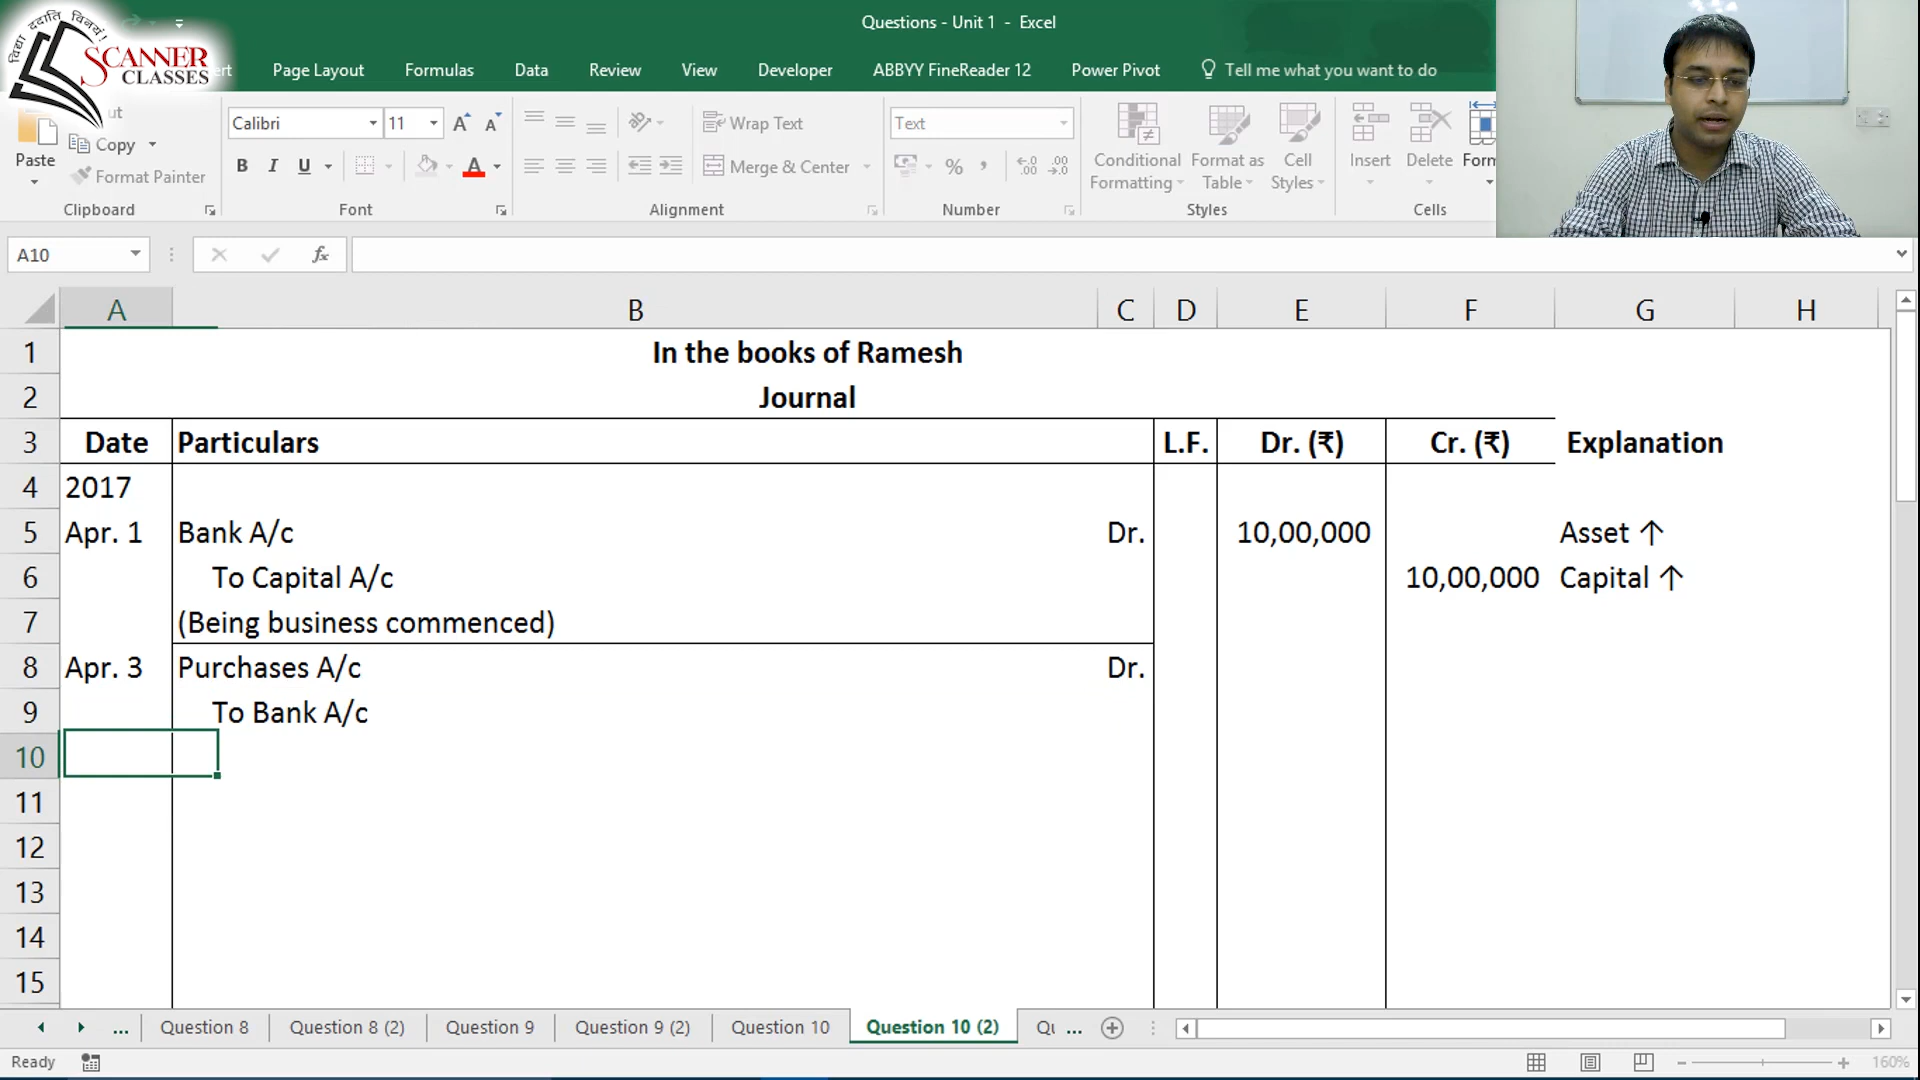 विद्या ददाति विनयं!
SCANNER
CLASSES
Questions - Unit 1 - Excel
Page Layout
Formulas
Data
Review
View
Developer
ABBYY FineReader 12
Power Pivot
Tell me what you want to do
Paste
Copy
Format Painter
Clipboard
Calibri
11
B I U
Font
Wrap Text
Merge & Center
Alignment
Text
%
Number
Conditional Formatting
Format as Table
Cell Styles
Styles
Insert
Delete
Form
Cells
A10
fx
A B C D E F G H
1 In the books of Ramesh
2 Journal
3 Date Particulars L.F. Dr. (₹) Cr. (₹) Explanation
4 2017
5 Apr. 1 Bank A/c Dr. 10,00,000 Asset ↑
6 To Capital A/c 10,00,000 Capital ↑
7 (Being business commenced)
8 Apr. 3 Purchases A/c Dr.
9 To Bank A/c
10
11
12
13
14
15
... Question 8 Question 8 (2) Question 9 Question 9 (2) Question 10 Question 10 (2) Qu ...
Ready
160%